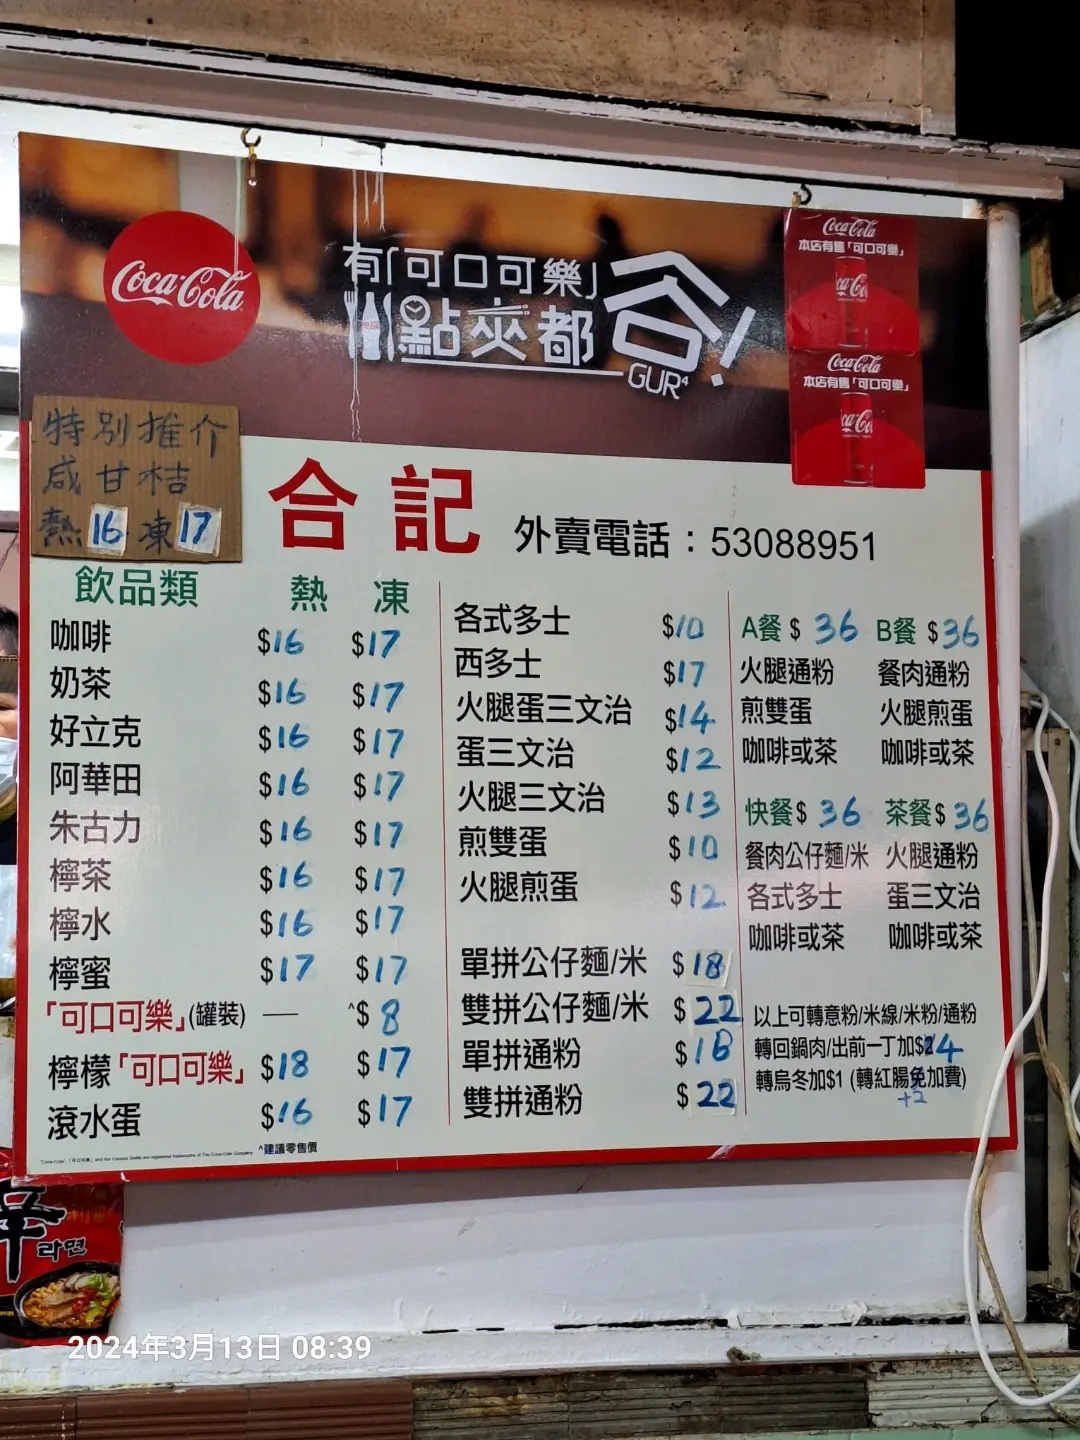 Coca-Cola
有「可口可樂」
點夾都
合!
GUR⁴
Coca-Cola
本店有售「可口可樂」
Coca-Cola
本店有售「可口可樂」
特別推介
咸甘桔
熱 16 凍 17
合記 外賣電話：53088951
飲品類 熱 凍
咖啡 $16 $17
奶茶 $16 $17
好立克 $16 $17
阿華田 $16 $17
朱古力 $16 $17
檸茶 $16 $17
檸水 $16 $17
檸蜜 $17 $17
「可口可樂」(罐裝) — ^$8
檸檬「可口可樂」 $18 $17
滾水蛋 $16 $17
^建議零售價
各式多士 $10
西多士 $17
火腿蛋三文治 $14
蛋三文治 $12
火腿三文治 $13
煎雙蛋 $10
火腿煎蛋 $12
單拼公仔麵/米 $18
雙拼公仔麵/米 $22
單拼通粉 $18
雙拼通粉 $22
A餐 $36 B餐 $36
火腿通粉 餐肉通粉
煎雙蛋 火腿煎蛋
咖啡或茶 咖啡或茶
快餐 $36 茶餐 $36
餐肉公仔麵/米 火腿通粉
各式多士 蛋三文治
咖啡或茶 咖啡或茶
以上可轉意粉/米線/米粉/通粉
轉回鍋肉/出前一丁加$4
轉烏冬加$1 (轉紅腸免加費)
+2
辛
라면
2024年3月13日 08:39